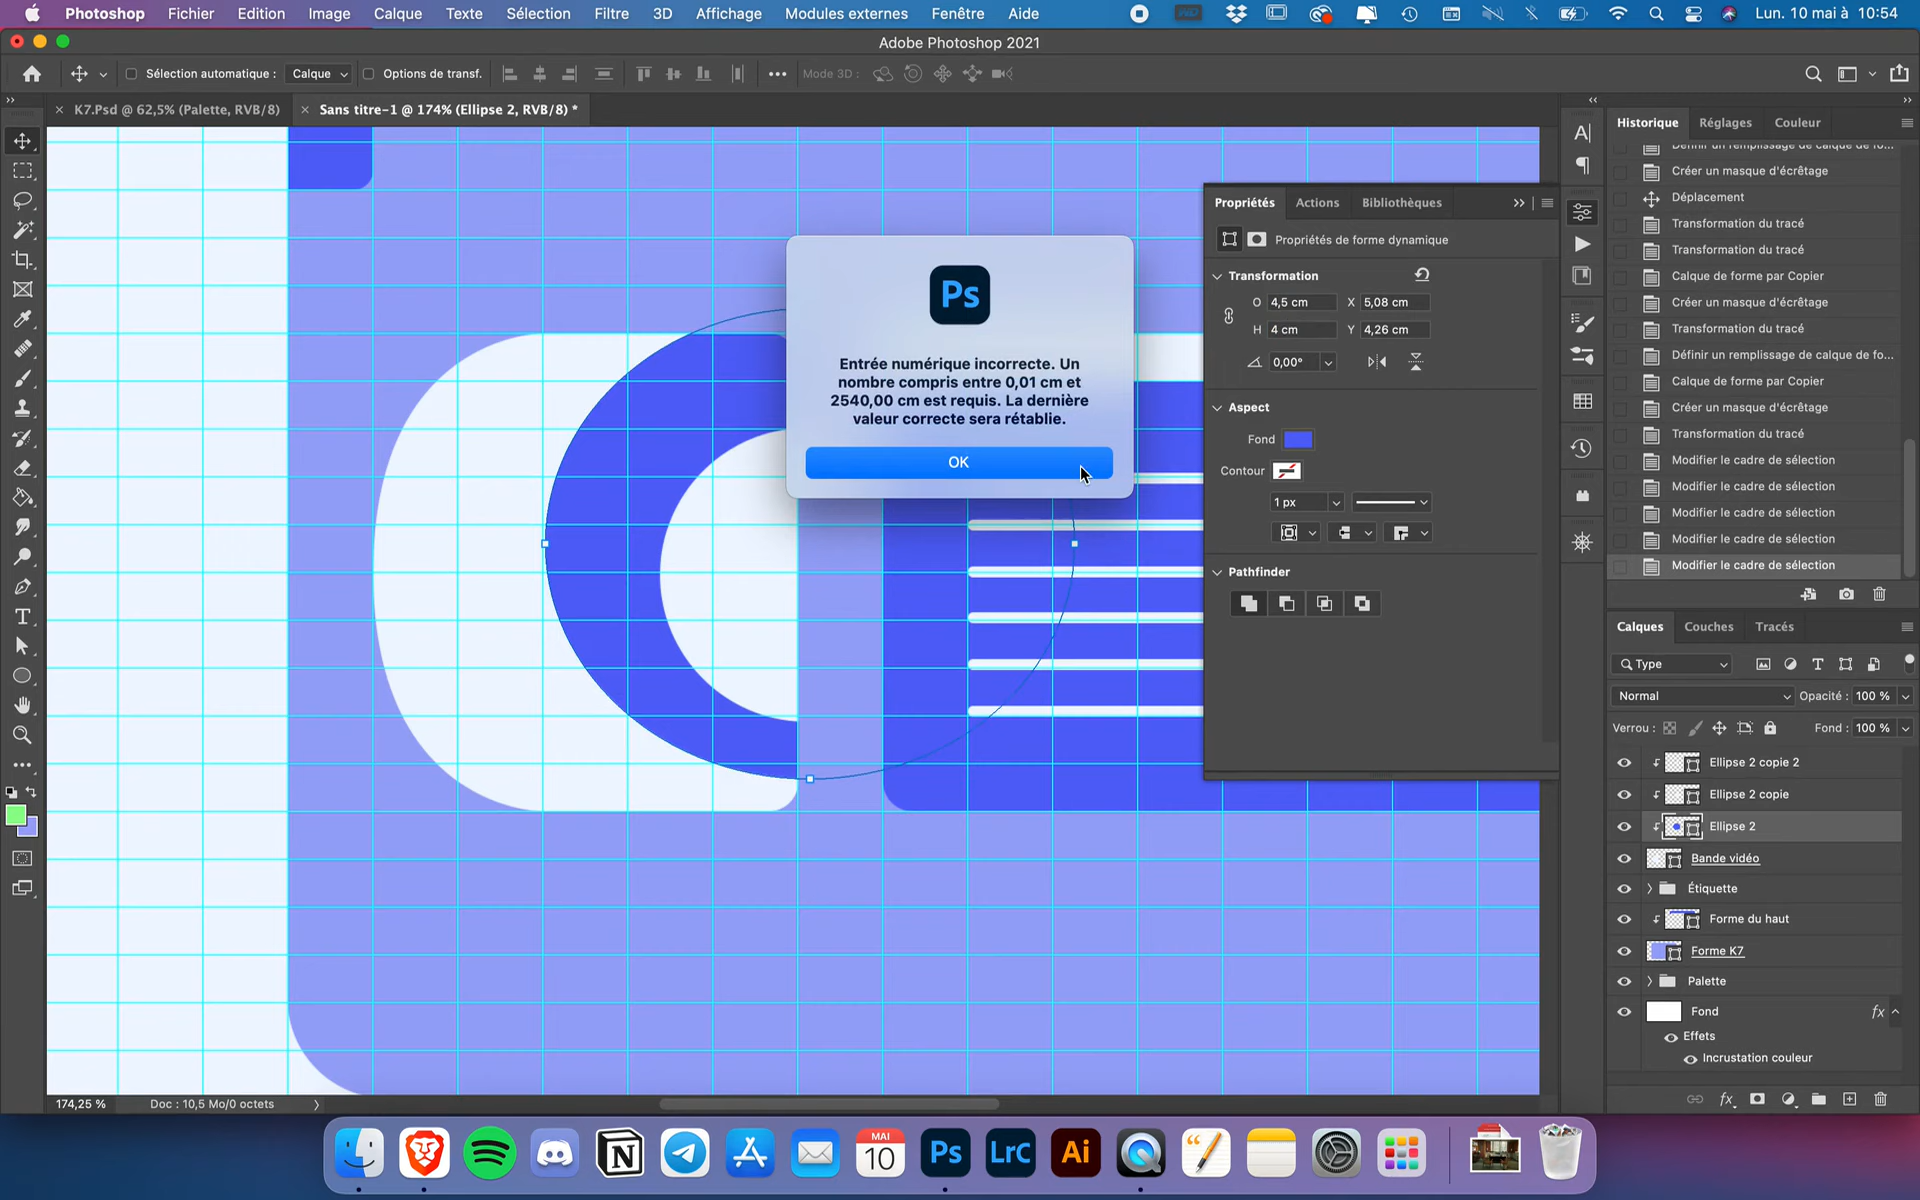 Photoshop Fichier Edition Image Calque Texte Sélection Filtre 3D Affichage Modules externes Fenêtre Aide Lun. 10 mai à 10:54
Adobe Photoshop 2021
Sélection automatique : Calque Options de transf. Mode 3D :
K7.Psd @ 62,5% (Palette, RVB/8) Sans titre-1 @ 174% (Ellipse 2, RVB/8) *
Ps
Entrée numérique incorrecte. Un
nombre compris entre 0,01 cm et
2540,00 cm est requis. La dernière
valeur correcte sera rétablie.
OK
Propriétés Actions Bibliothèques
Propriétés de forme dynamique
Transformation
O 4,5 cm X 5,08 cm
H 4 cm Y 4,26 cm
0,00°
Aspect
Fond
Contour
1 px
Pathfinder
Historique Réglages Couleur
Définir un remplissage de calque de fo...
Créer un masque d'écrêtage
Déplacement
Transformation du tracé
Transformation du tracé
Calque de forme par Copier
Créer un masque d'écrêtage
Transformation du tracé
Définir un remplissage de calque de fo...
Calque de forme par Copier
Créer un masque d'écrêtage
Transformation du tracé
Modifier le cadre de sélection
Modifier le cadre de sélection
Modifier le cadre de sélection
Modifier le cadre de sélection
Modifier le cadre de sélection
Calques Couches Tracés
Type
Normal Opacité : 100 %
Verrou : Fond : 100 %
Ellipse 2 copie 2
Ellipse 2 copie
Ellipse 2
Bande vidéo
Étiquette
Forme du haut
Forme K7
Palette
Fond fx
Effets
Incrustation couleur
fx
174,25 % Doc : 10,5 Mo/0 octets
MAI
10
Ps LrC Ai